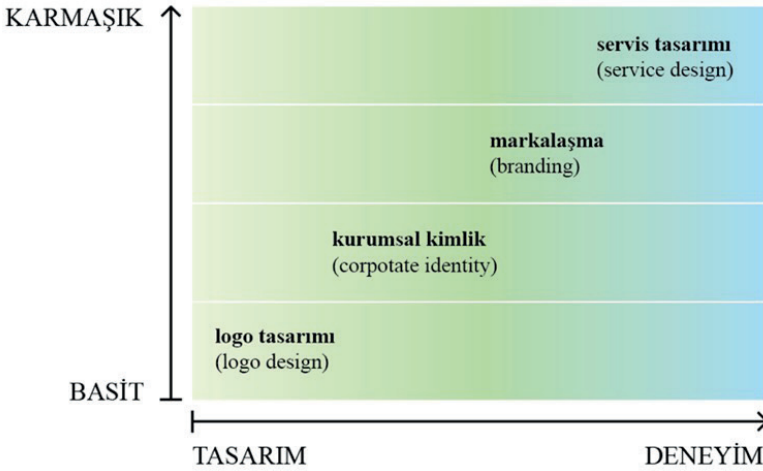 KARMAŞIK
servis tasarımı
(service design)
markalaşma
(branding)
kurumsal kimlik
(corpotate identity)
logo tasarımı
(logo design)
BASİT
TASARIM
DENEYİM